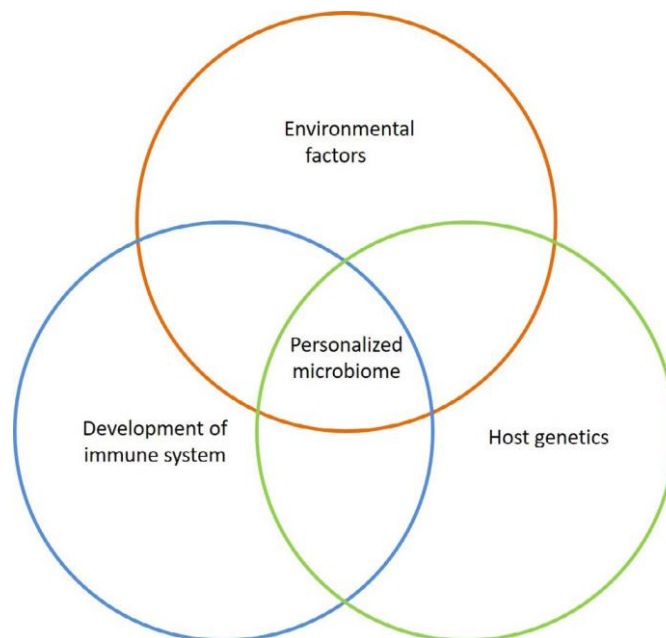 Environmental
factors
Personalized
microbiome
Development of
immune system
Host genetics